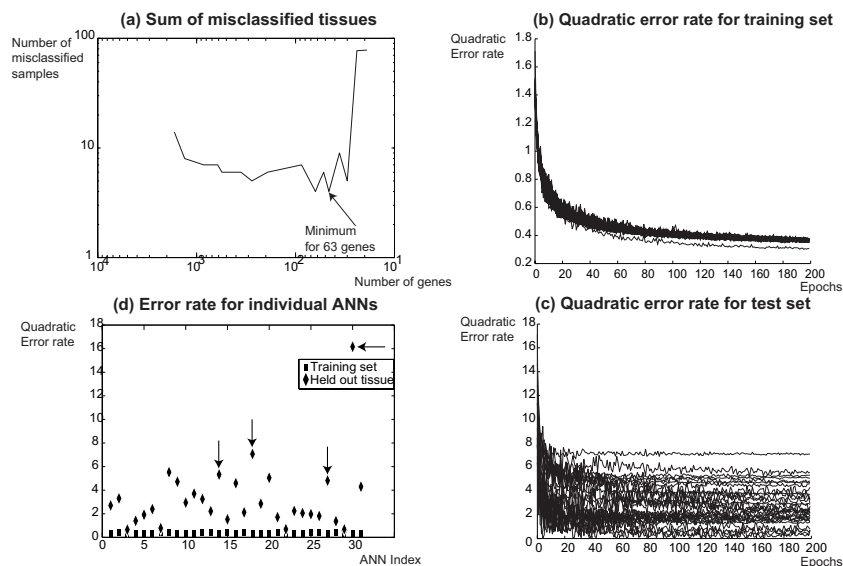 (a) Sum of misclassified tissues
Number of
misclassified
samples
100
10
1
10^4
10^3
10^2
10^1
Number of genes
Minimum
for 63 genes
(b) Quadratic error rate for training set
Quadratic
Error rate
1.8
1.6
1.4
1.2
1
0.8
0.6
0.4
0.2
0 20 40 60 80 100 120 140 160 180 200
Epochs
(d) Error rate for individual ANNs
Quadratic
Error rate
18
16
14
12
10
8
6
4
2
0
0 5 10 15 20 25 30
ANN Index
Training set
Held out tissue
(c) Quadratic error rate for test set
Quadratic
Error rate
18
16
14
12
10
8
6
4
2
0
0 20 40 60 80 100 120 140 160 180 200
Epochs